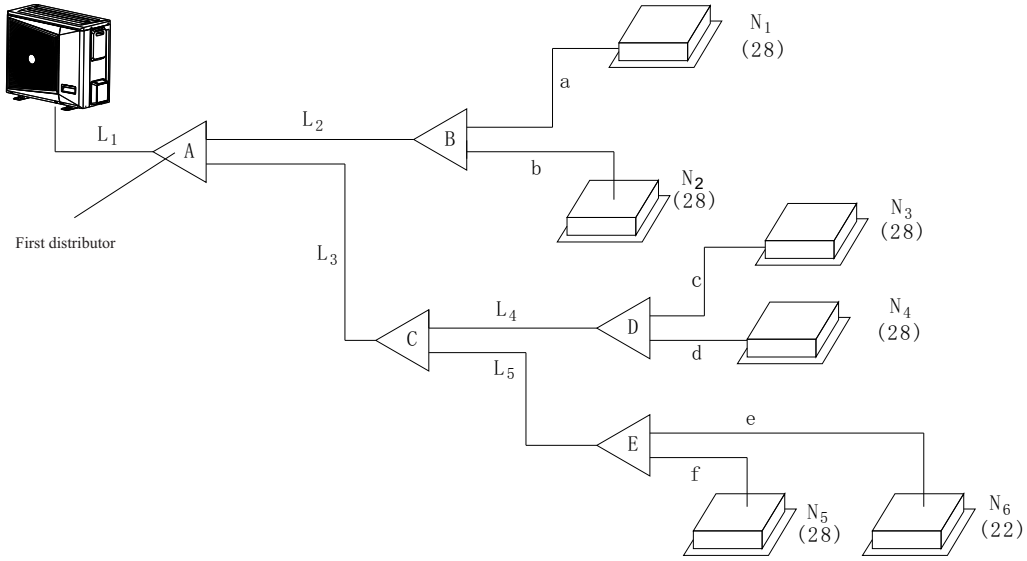 N1
(28)
a
L1
A
L2
B
b
N2
(28)
First distributor
L3
N3
(28)
c
L4
D
N4
(28)
C
d
L5
e
E
f
N5
(28)
N6
(22)